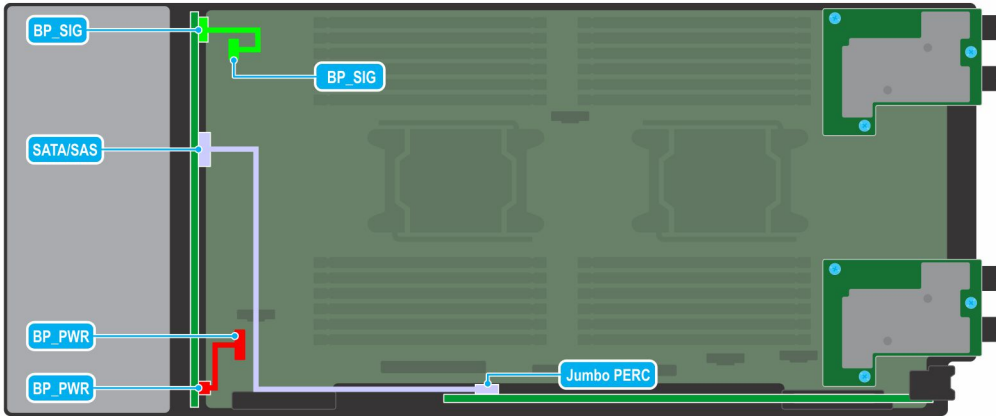 BP_SIG
BP_SIG
SATA/SAS
BP_PWR
BP_PWR
Jumbo PERC